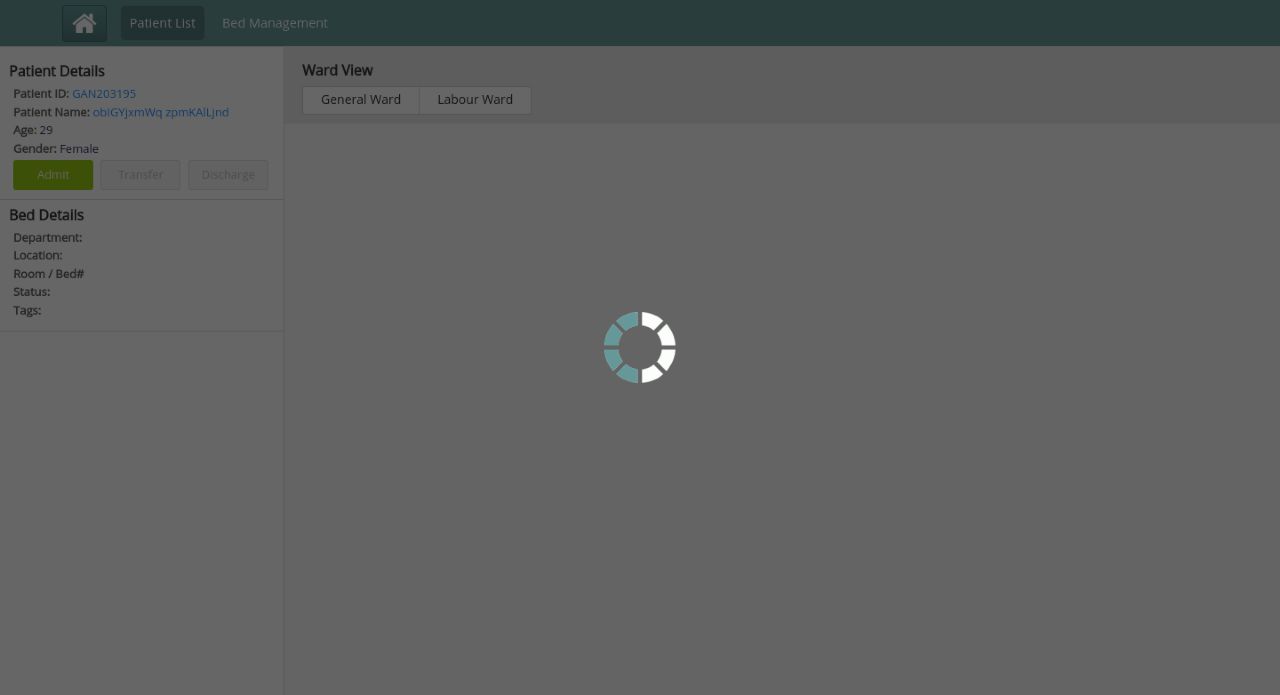 Patient List Bed Management
Patient Details
Patient ID: GAN203195
Patient Name: obiGYjxmWq zpmKAlLjnd
Age: 29
Gender: Female
Admit Transfer Discharge
Bed Details
Department:
Location:
Room / Bed#
Status:
Tags:
Ward View
General Ward Labour Ward